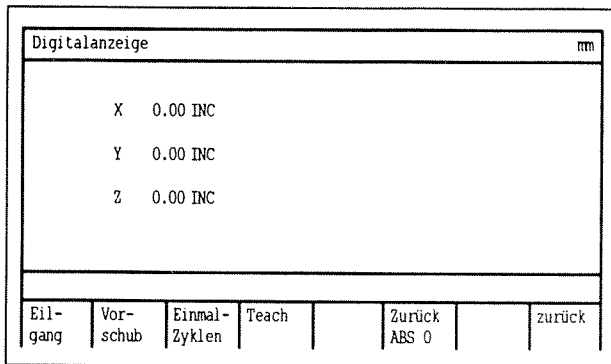 Digitalanzeige mm
X 0.00 INC
Y 0.00 INC
Z 0.00 INC
Eil- Vor- Einmal- Teach Zurück zurück
gang schub Zyklen ABS 0